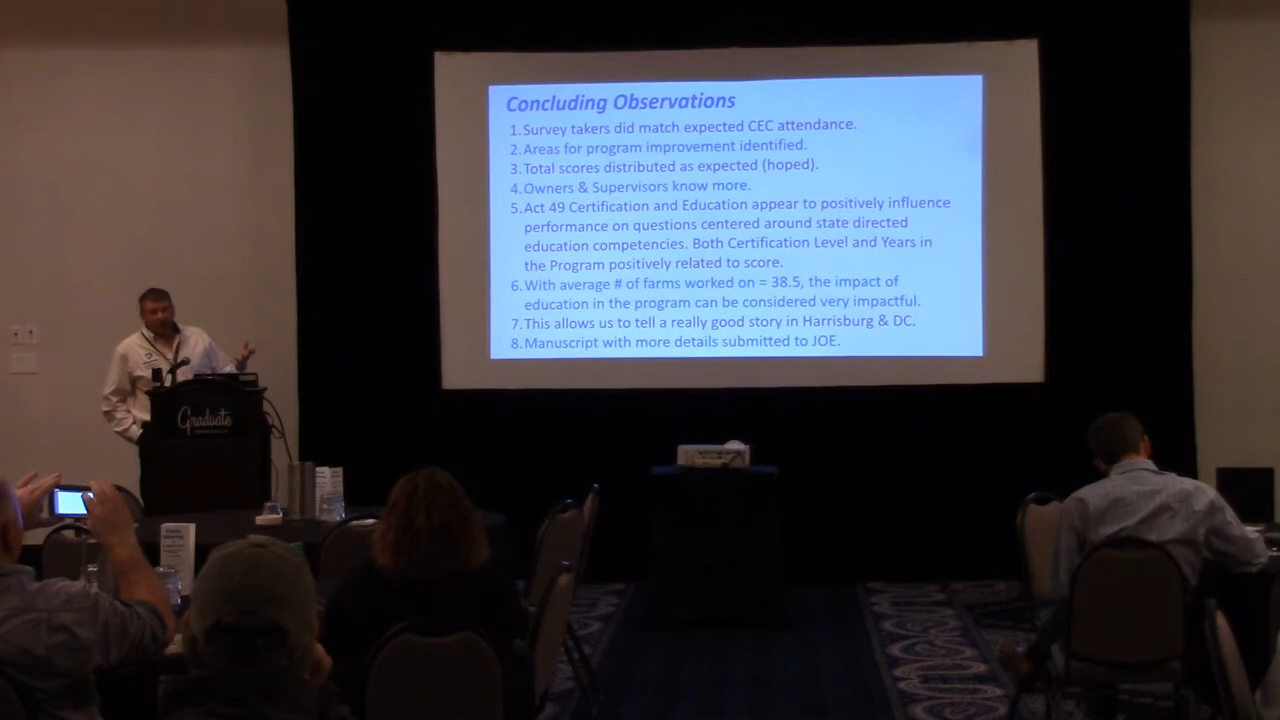 Concluding Observations
1. Survey takers did match expected CEC attendance.
2. Areas for program improvement identified.
3. Total scores distributed as expected (hoped).
4. Owners & Supervisors know more.
5. Act 49 Certification and Education appear to positively influence
performance on questions centered around state directed
education competencies. Both Certification Level and Years in
the Program positively related to score.
6. With average # of farms worked on = 38.5, the impact of
education in the program can be considered very impactful.
7. This allows us to tell a really good story in Harrisburg & DC.
8. Manuscript with more details submitted to JOE.
Graduate